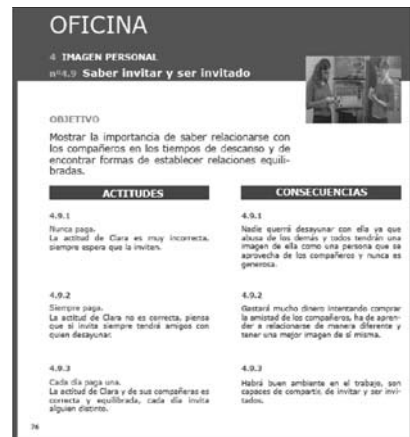 OFICINA
4 IMAGEN PERSONAL
nº4.9 Saber invitar y ser invitado
OBJETIVO
Mostrar la importancia de saber relacionarse con
los compañeros en los tiempos de descanso y de
encontrar formas de establecer relaciones equili-
bradas.
ACTITUDES
4.9.1
Nunca paga.
La actitud de Clara es muy incorrecta,
siempre espera que la inviten.
4.9.2
Siempre paga.
La actitud de Clara no es correcta, piensa
que si invita siempre tendrá amigos con
quien desayunar.
4.9.3
Cada día paga una.
La actitud de Clara y de sus compañeras es
correcta y equilibrada, cada día invita
alguien distinto.
CONSECUENCIAS
4.9.1
Nadie querrá desayunar con ella ya que
abusa de los demás y todos tendrán una
imagen de ella como una persona que se
aprovecha de los compañeros y nunca es
generosa.
4.9.2
Gastará mucho dinero intentando comprar
la amistad de los compañeros, ha de apren-
der a relacionarse de manera diferente y
tener una mejor imagen de sí misma.
4.9.3
Habrá buen ambiente en el trabajo, son
capaces de compartir, de invitar y ser invi-
tados.
76